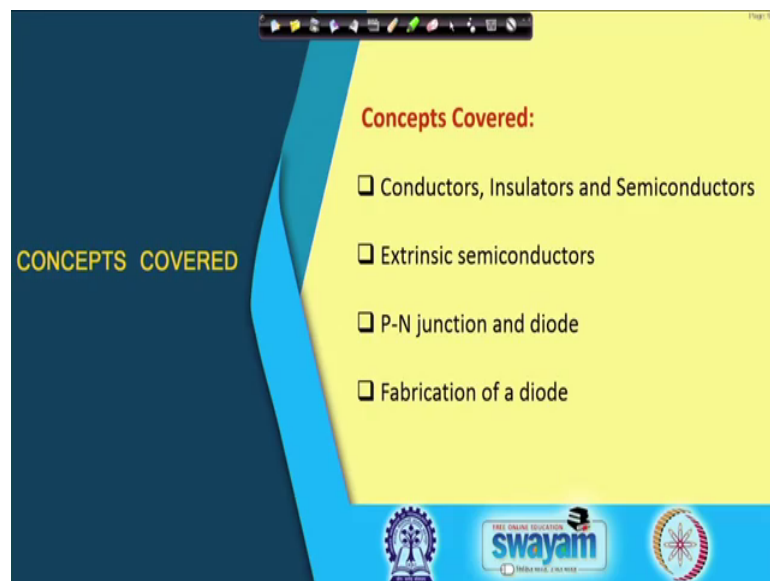 Concepts Covered:
❑ Conductors, Insulators and Semiconductors
❑ Extrinsic semiconductors
CONCEPTS COVERED
❑ P-N junction and diode
❑ Fabrication of a diode
FREE ONLINE EDUCATION
swayam